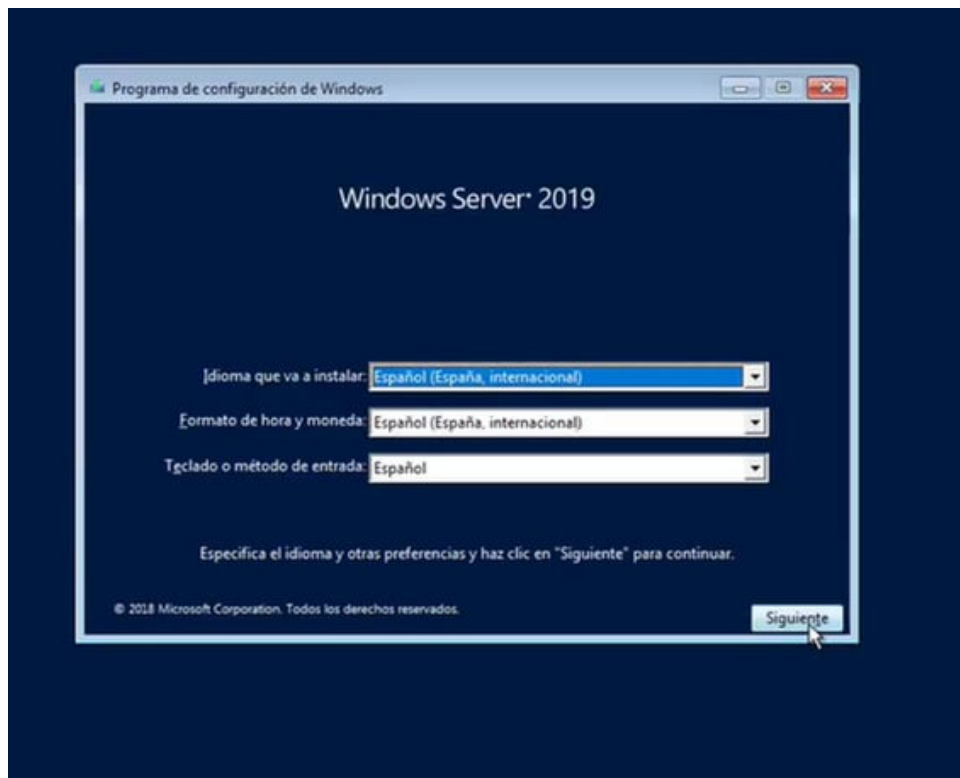 Programa de configuración de Windows
Windows Server 2019
Idioma que va a instalar: Español (España, internacional)
Formato de hora y moneda: Español (España, internacional)
Teclado o método de entrada: Español
Especifica el idioma y otras preferencias y haz clic en "Siguiente" para continuar.
© 2018 Microsoft Corporation. Todos los derechos reservados.
Siguiente